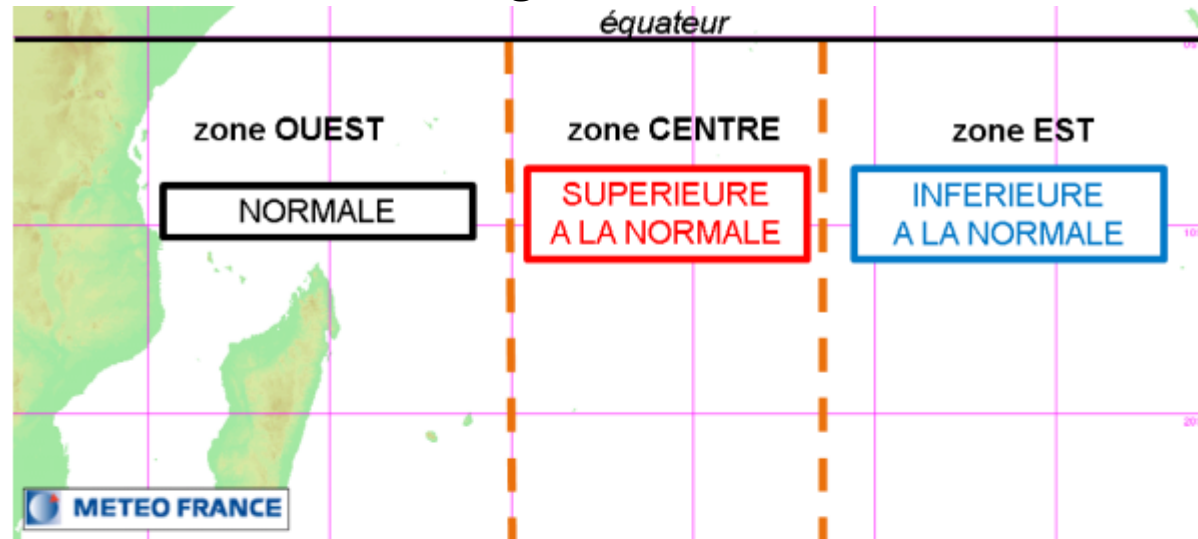 équateur
zone OUEST
zone CENTRE
zone EST
NORMALE
SUPERIEURE
A LA NORMALE
INFERIEURE
A LA NORMALE
METEO FRANCE